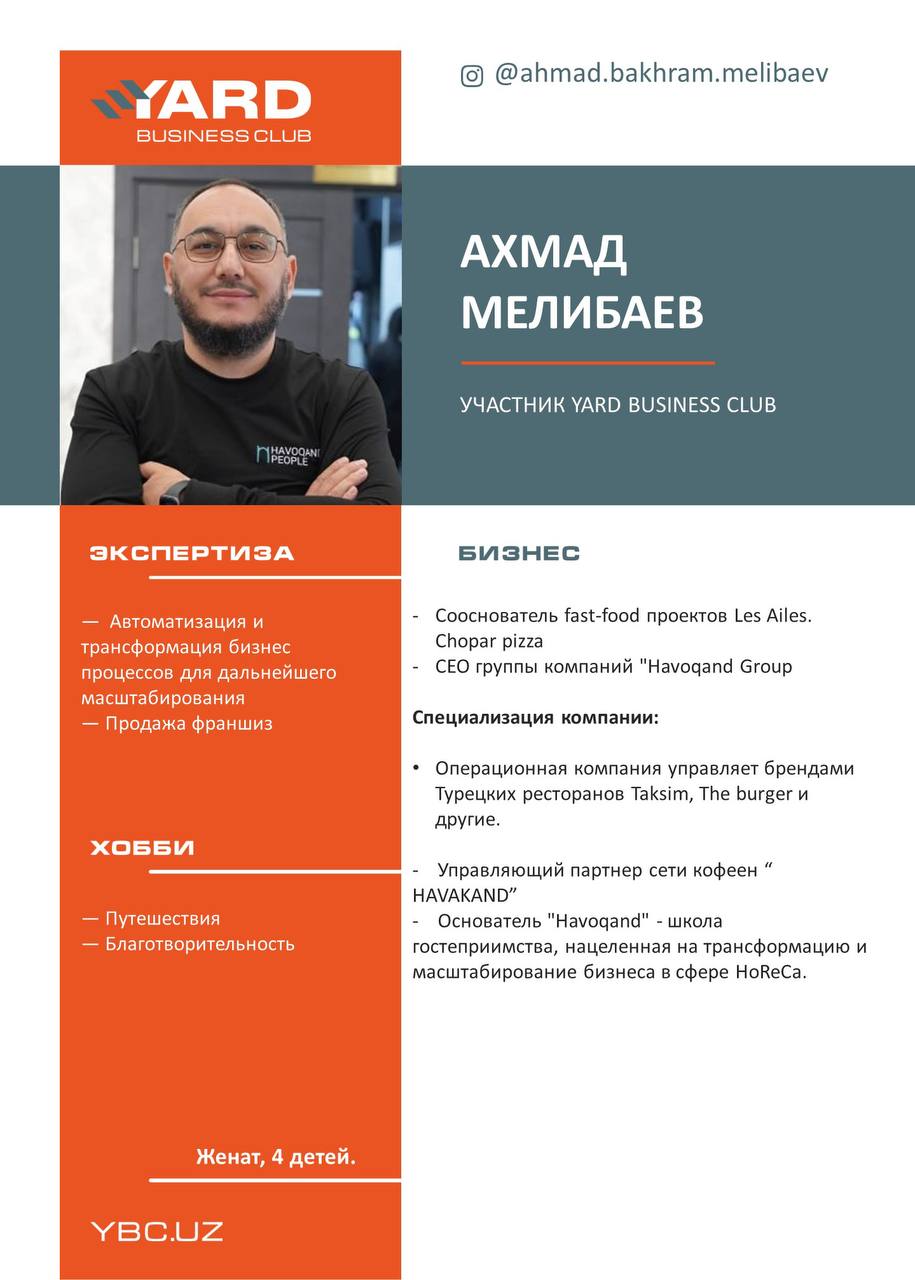 YARD
BUSINESS CLUB
@ahmad.bakhram.melibaev
АХМАД
МЕЛИБАЕВ
УЧАСТНИК YARD BUSINESS CLUB
HAVOQAND
PEOPLE
ЭКСПЕРТИЗА
— Автоматизация и
трансформация бизнес
процессов для дальнейшего
масштабирования
— Продажа франшиз
ХОББИ
— Путешествия
— Благотворительность
Женат, 4 детей.
YBC.UZ
БИЗНЕС
- Сооснователь fast-food проектов Les Ailes.
Chopar pizza
- CEO группы компаний "Havoqand Group
Специализация компании:
• Операционная компания управляет брендами
Турецких ресторанов Taksim, The burger и
другие.
- Управляющий партнер сети кофеен “
HAVAKAND”
- Основатель "Havoqand" - школа
гостеприимства, нацеленная на трансформацию и
масштабирование бизнеса в сфере HoReCa.